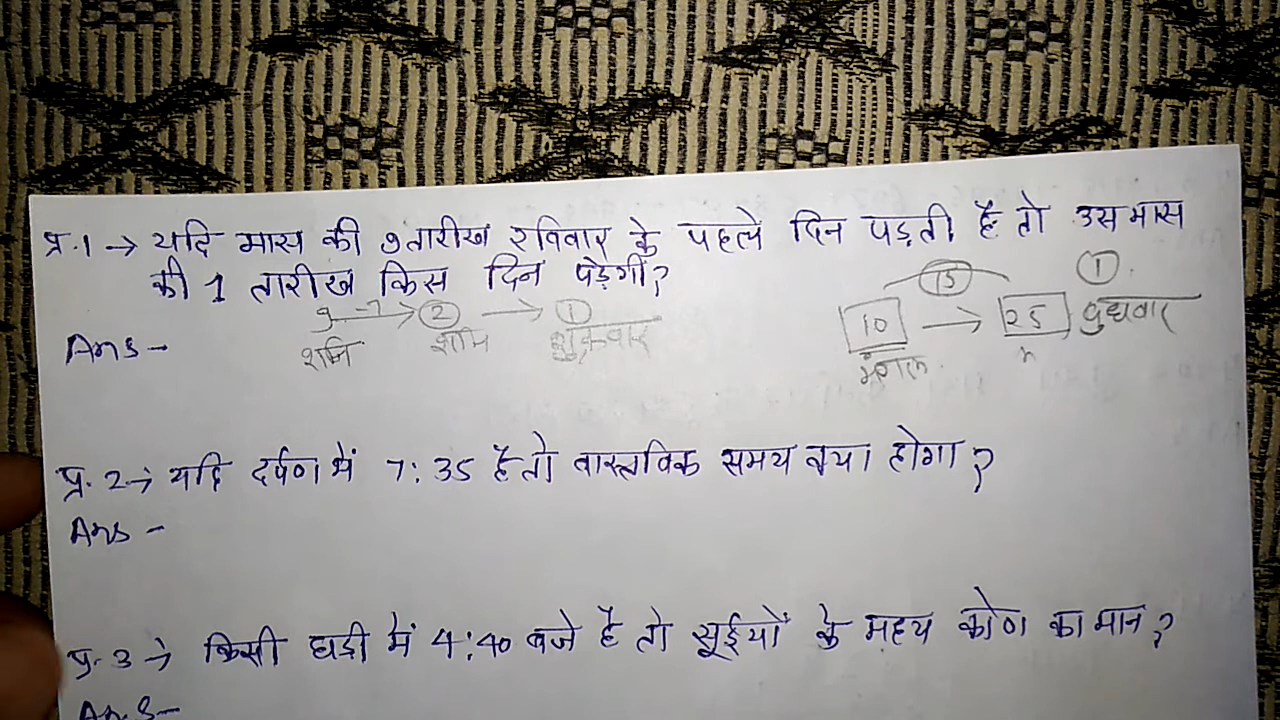 प्र.1 → यदि मास की 9 तारीख रविवार के पहले दिन पड़ती है तो उस मास
की 1 तारीख किस दिन पड़ेगी?
9 -7 → 2 → 1
शनि शनि शुक्रवार
15 1
10 → 25 बुधवार
मंगल
Ans -
प्र. 2 → यदि दर्पण में 7:35 है तो वास्तविक समय क्या होगा?
Ans -
प्र. 3 → किसी घड़ी में 4:40 बजे है तो सूईयों के मध्य कोण का मान?
Ans -